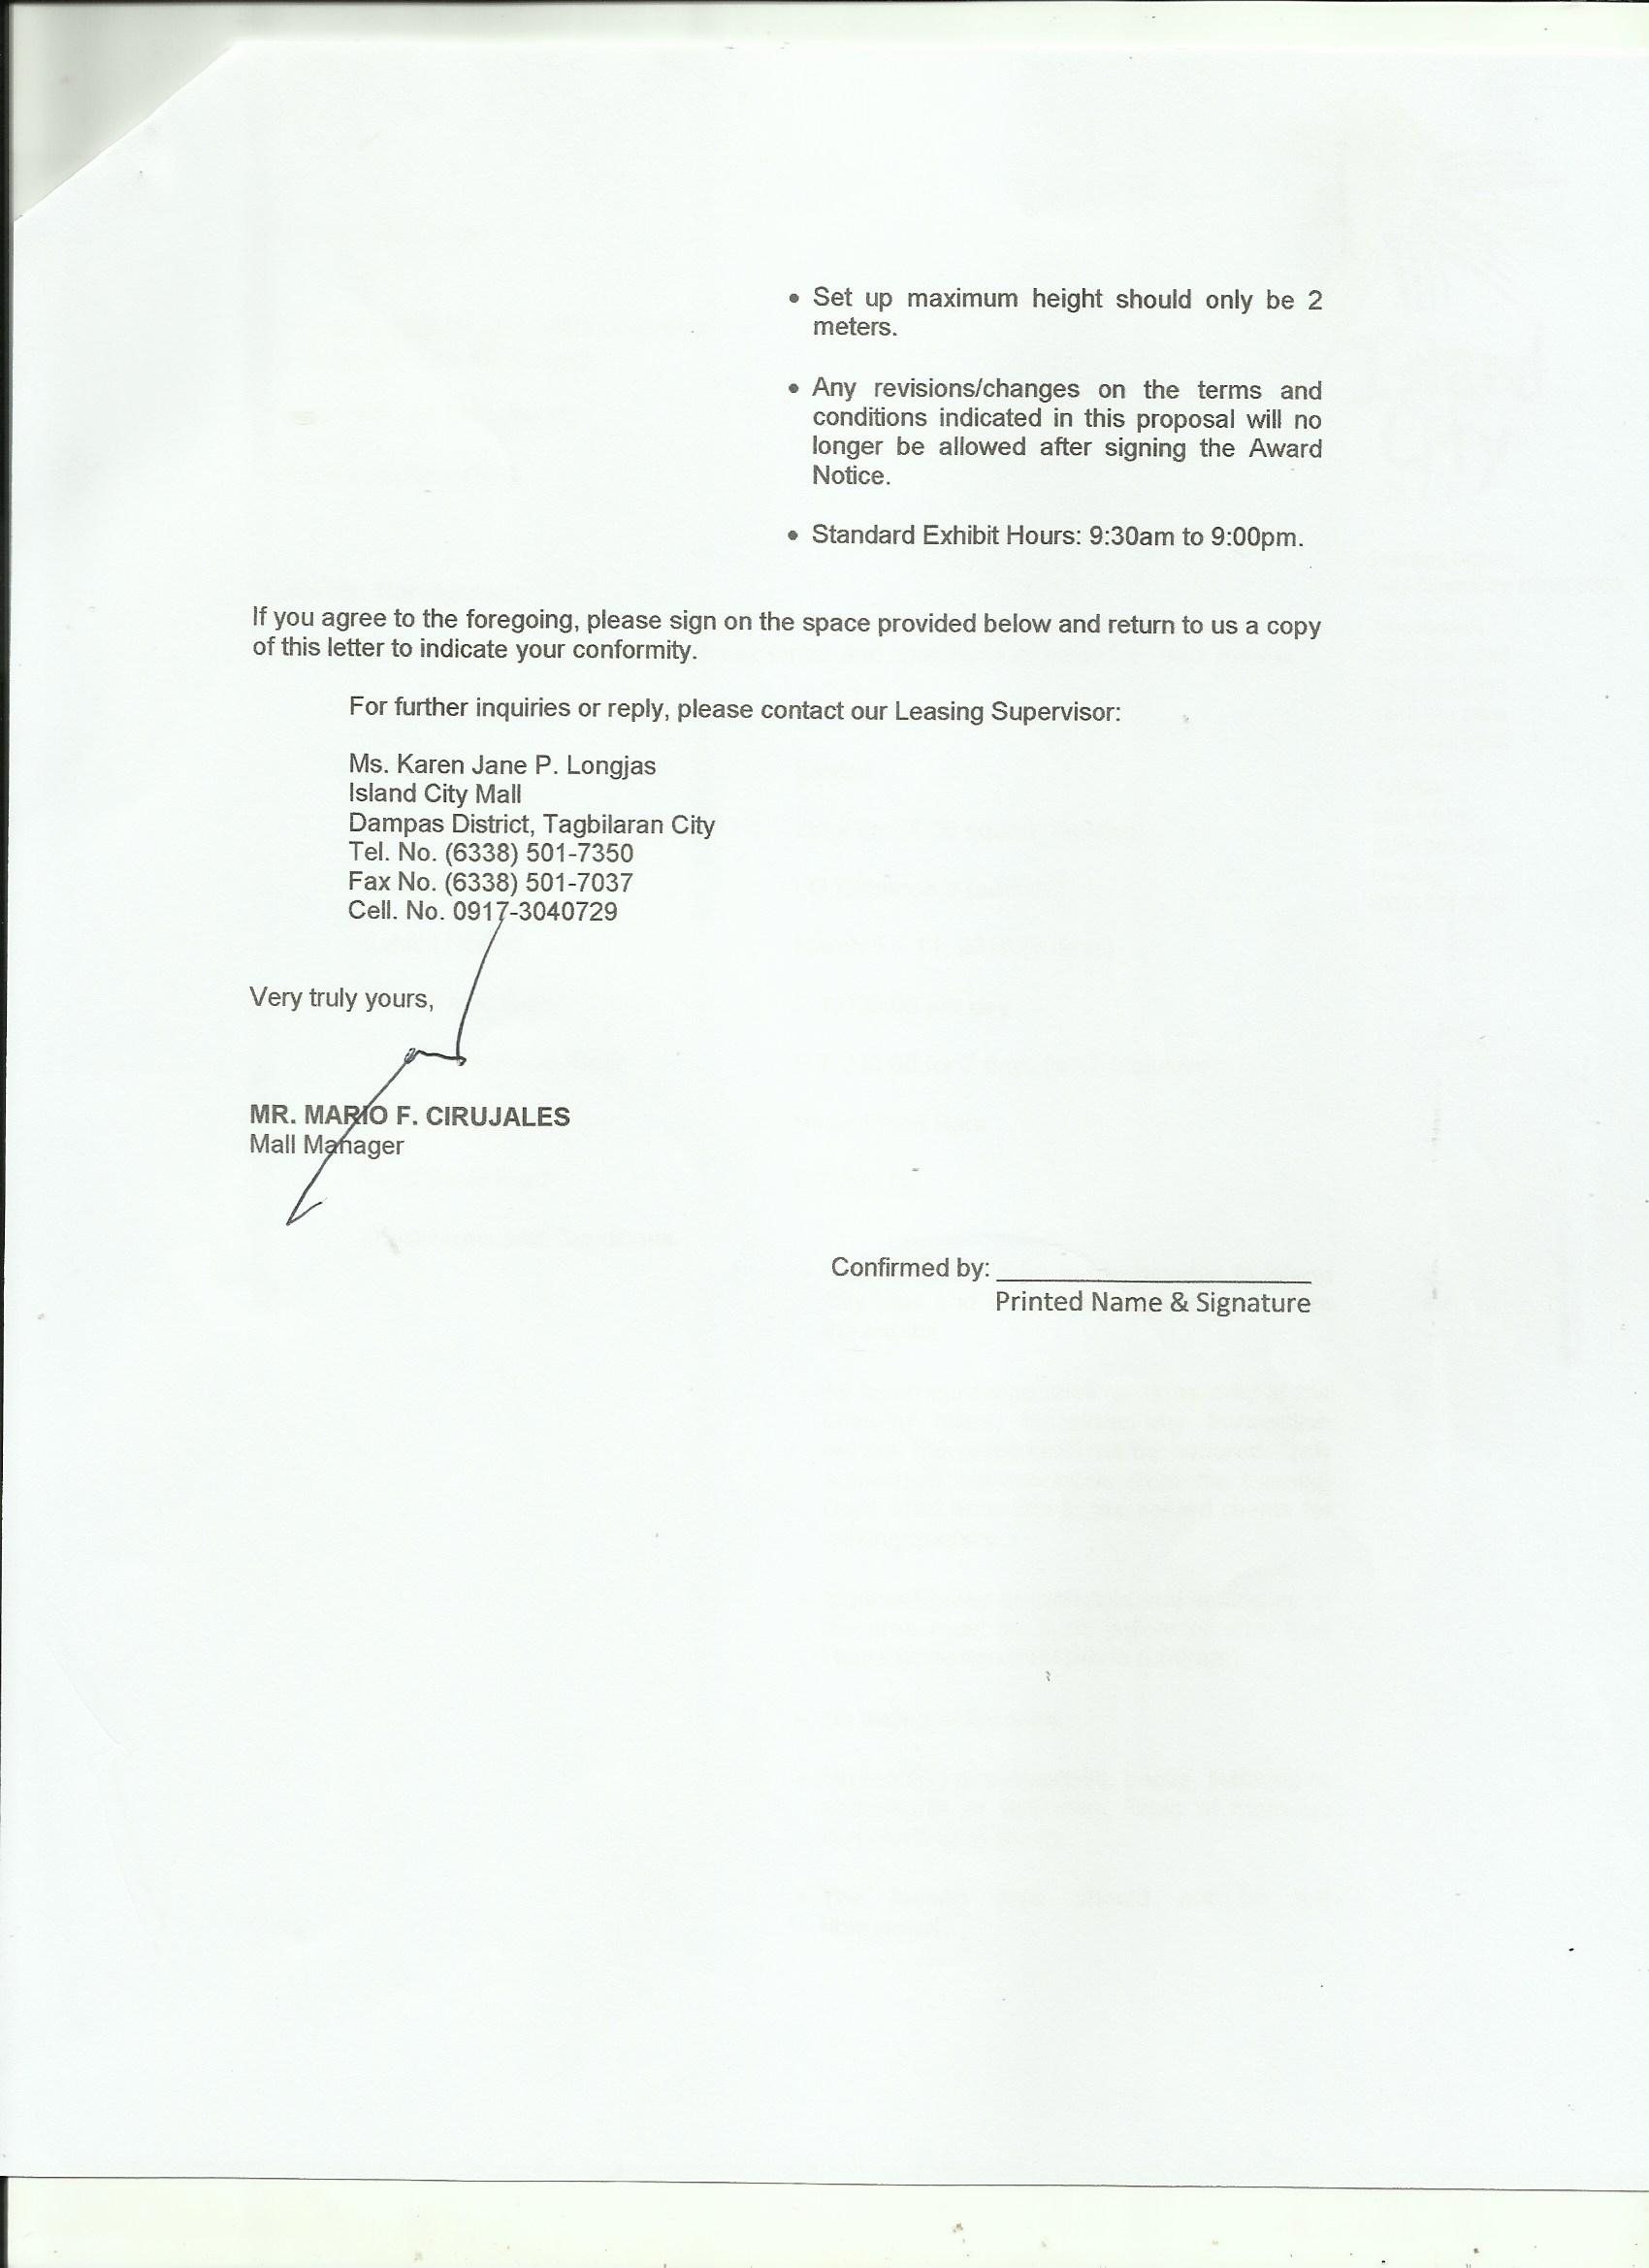 • Set up maximum height should only be 2
meters.
• Any revisions/changes on the terms and
conditions indicated in this proposal will no
longer be allowed after signing the Award
Notice.
• Standard Exhibit Hours: 9:30am to 9:00pm.
If you agree to the foregoing, please sign on the space provided below and return to us a copy
of this letter to indicate your conformity.
For further inquiries or reply, please contact our Leasing Supervisor:
Ms. Karen Jane P. Longjas
Island City Mall
Dampas District, Tagbilaran City
Tel. No. (6338) 501-7350
Fax No. (6338) 501-7037
Cell. No. 0917-3040729
Very truly yours,
MR. MARIO F. CIRUJALES
Mall Manager
Confirmed by: ____________________
Printed Name & Signature